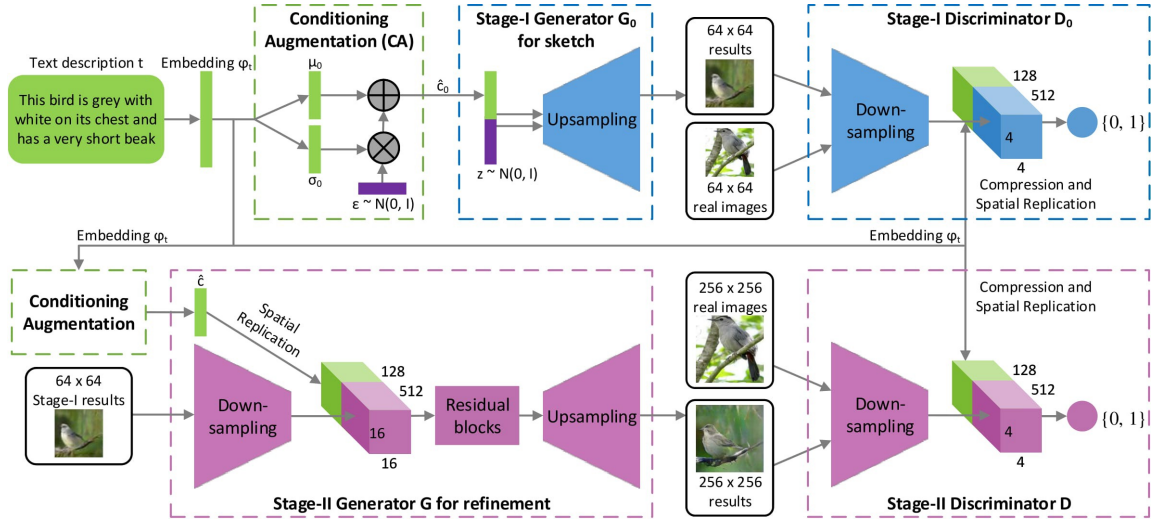 Text description t
This bird is grey with
white on its chest and
has a very short beak
Embedding φₜ
Conditioning
Augmentation (CA)
μ₀
σ₀
ε ~ N(0, I)
ĉ₀
Stage-I Generator G₀
for sketch
Upsampling
z ~ N(0, I)
64 x 64
results
64 x 64
real images
Stage-I Discriminator D₀
Down-
sampling
128
512
4
4
{0, 1}
Compression and
Spatial Replication
Embedding φₜ
Embedding φₜ
Conditioning
Augmentation
ĉ
Spatial
Replication
64 x 64
Stage-I results
Down-
sampling
128
512
16
16
Residual
blocks
Upsampling
Stage-II Generator G for refinement
256 x 256
real images
256 x 256
results
Compression and
Spatial Replication
Down-
sampling
128
512
4
4
{0, 1}
Stage-II Discriminator D